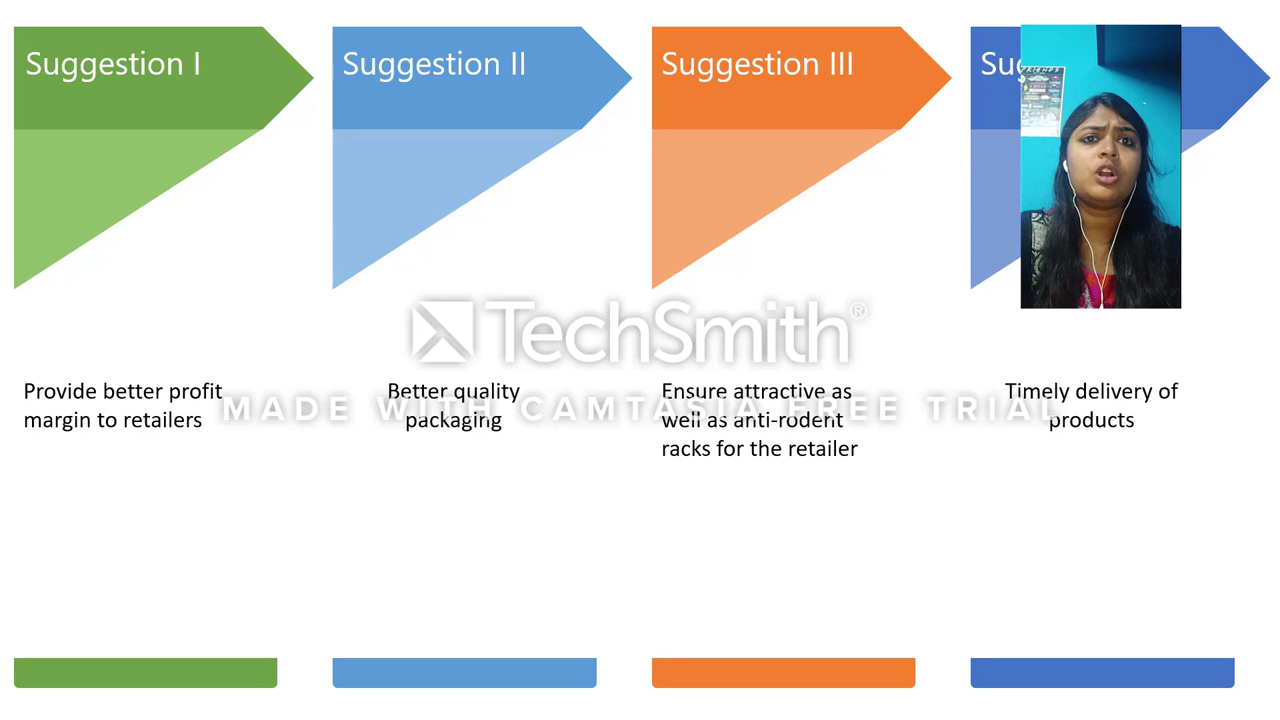 Suggestion I
Suggestion II
Suggestion III
FRIENDS
TechSmith®
Provide better profit
margin to retailers
Better quality
packaging
Ensure attractive as
well as anti-rodent
racks for the retailer
Timely delivery of
products
MADE WITH CAMTASIA FREE TRIAL